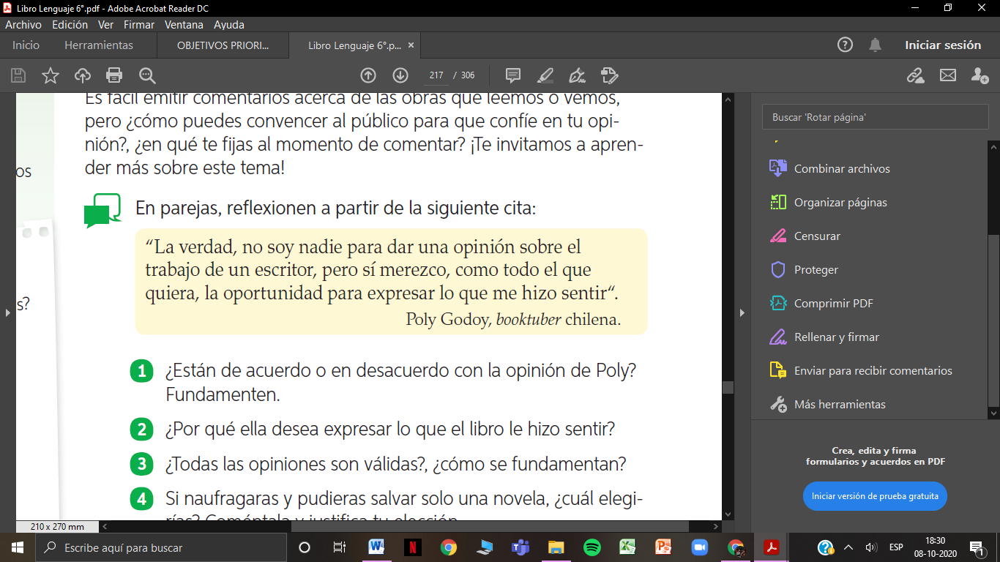 Libro Lenguaje 6°.pdf - Adobe Acrobat Reader DC
Archivo Edición Ver Firmar Ventana Ayuda
Inicio Herramientas OBJETIVOS PRIORI... Libro Lenguaje 6°.p... × Iniciar sesión
217 / 306
Es fácil emitir comentarios acerca de las obras que leemos o vemos,
pero ¿cómo puedes convencer al público para que confíe en tu opi-
nión?, ¿en qué te fijas al momento de comentar? ¡Te invitamos a apren-
der más sobre este tema!
os
En parejas, reflexionen a partir de la siguiente cita:
“La verdad, no soy nadie para dar una opinión sobre el
trabajo de un escritor, pero sí merezco, como todo el que
quiera, la oportunidad para expresar lo que me hizo sentir“.
Poly Godoy, booktuber chilena.
s?
1 ¿Están de acuerdo o en desacuerdo con la opinión de Poly?
Fundamenten.
2 ¿Por qué ella desea expresar lo que el libro le hizo sentir?
3 ¿Todas las opiniones son válidas?, ¿cómo se fundamentan?
4 Si naufragaras y pudieras salvar solo una novela, ¿cuál elegi-
rías? Coméntala y justifica tu elección.
210 x 270 mm
Buscar 'Rotar página'
Combinar archivos
Organizar páginas
Censurar
Proteger
Comprimir PDF
Rellenar y firmar
Enviar para recibir comentarios
Más herramientas
Crea, edita y firma
formularios y acuerdos en PDF
Iniciar versión de prueba gratuita
Escribe aquí para buscar
ESP
18:30
08-10-2020
1